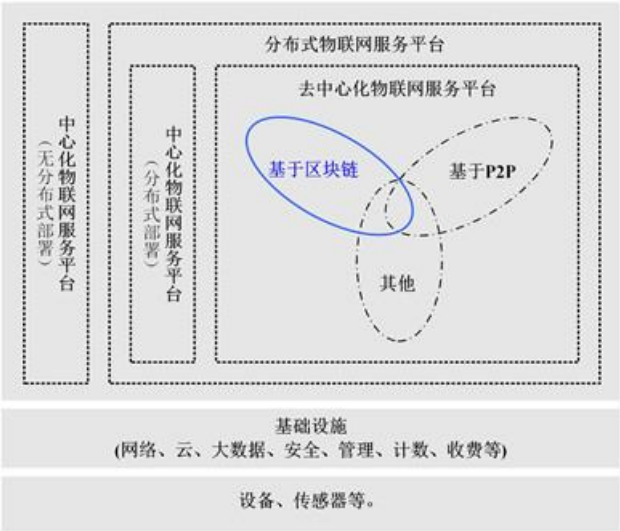 中心化物联网服务平台
(无分布式部署)
分布式物联网服务平台
中心化物联网服务平台
(分布式部署)
去中心化物联网服务平台
基于区块链
基于P2P
其他
基础设施
(网络、云、大数据、安全、管理、计数、收费等)
设备、传感器等。